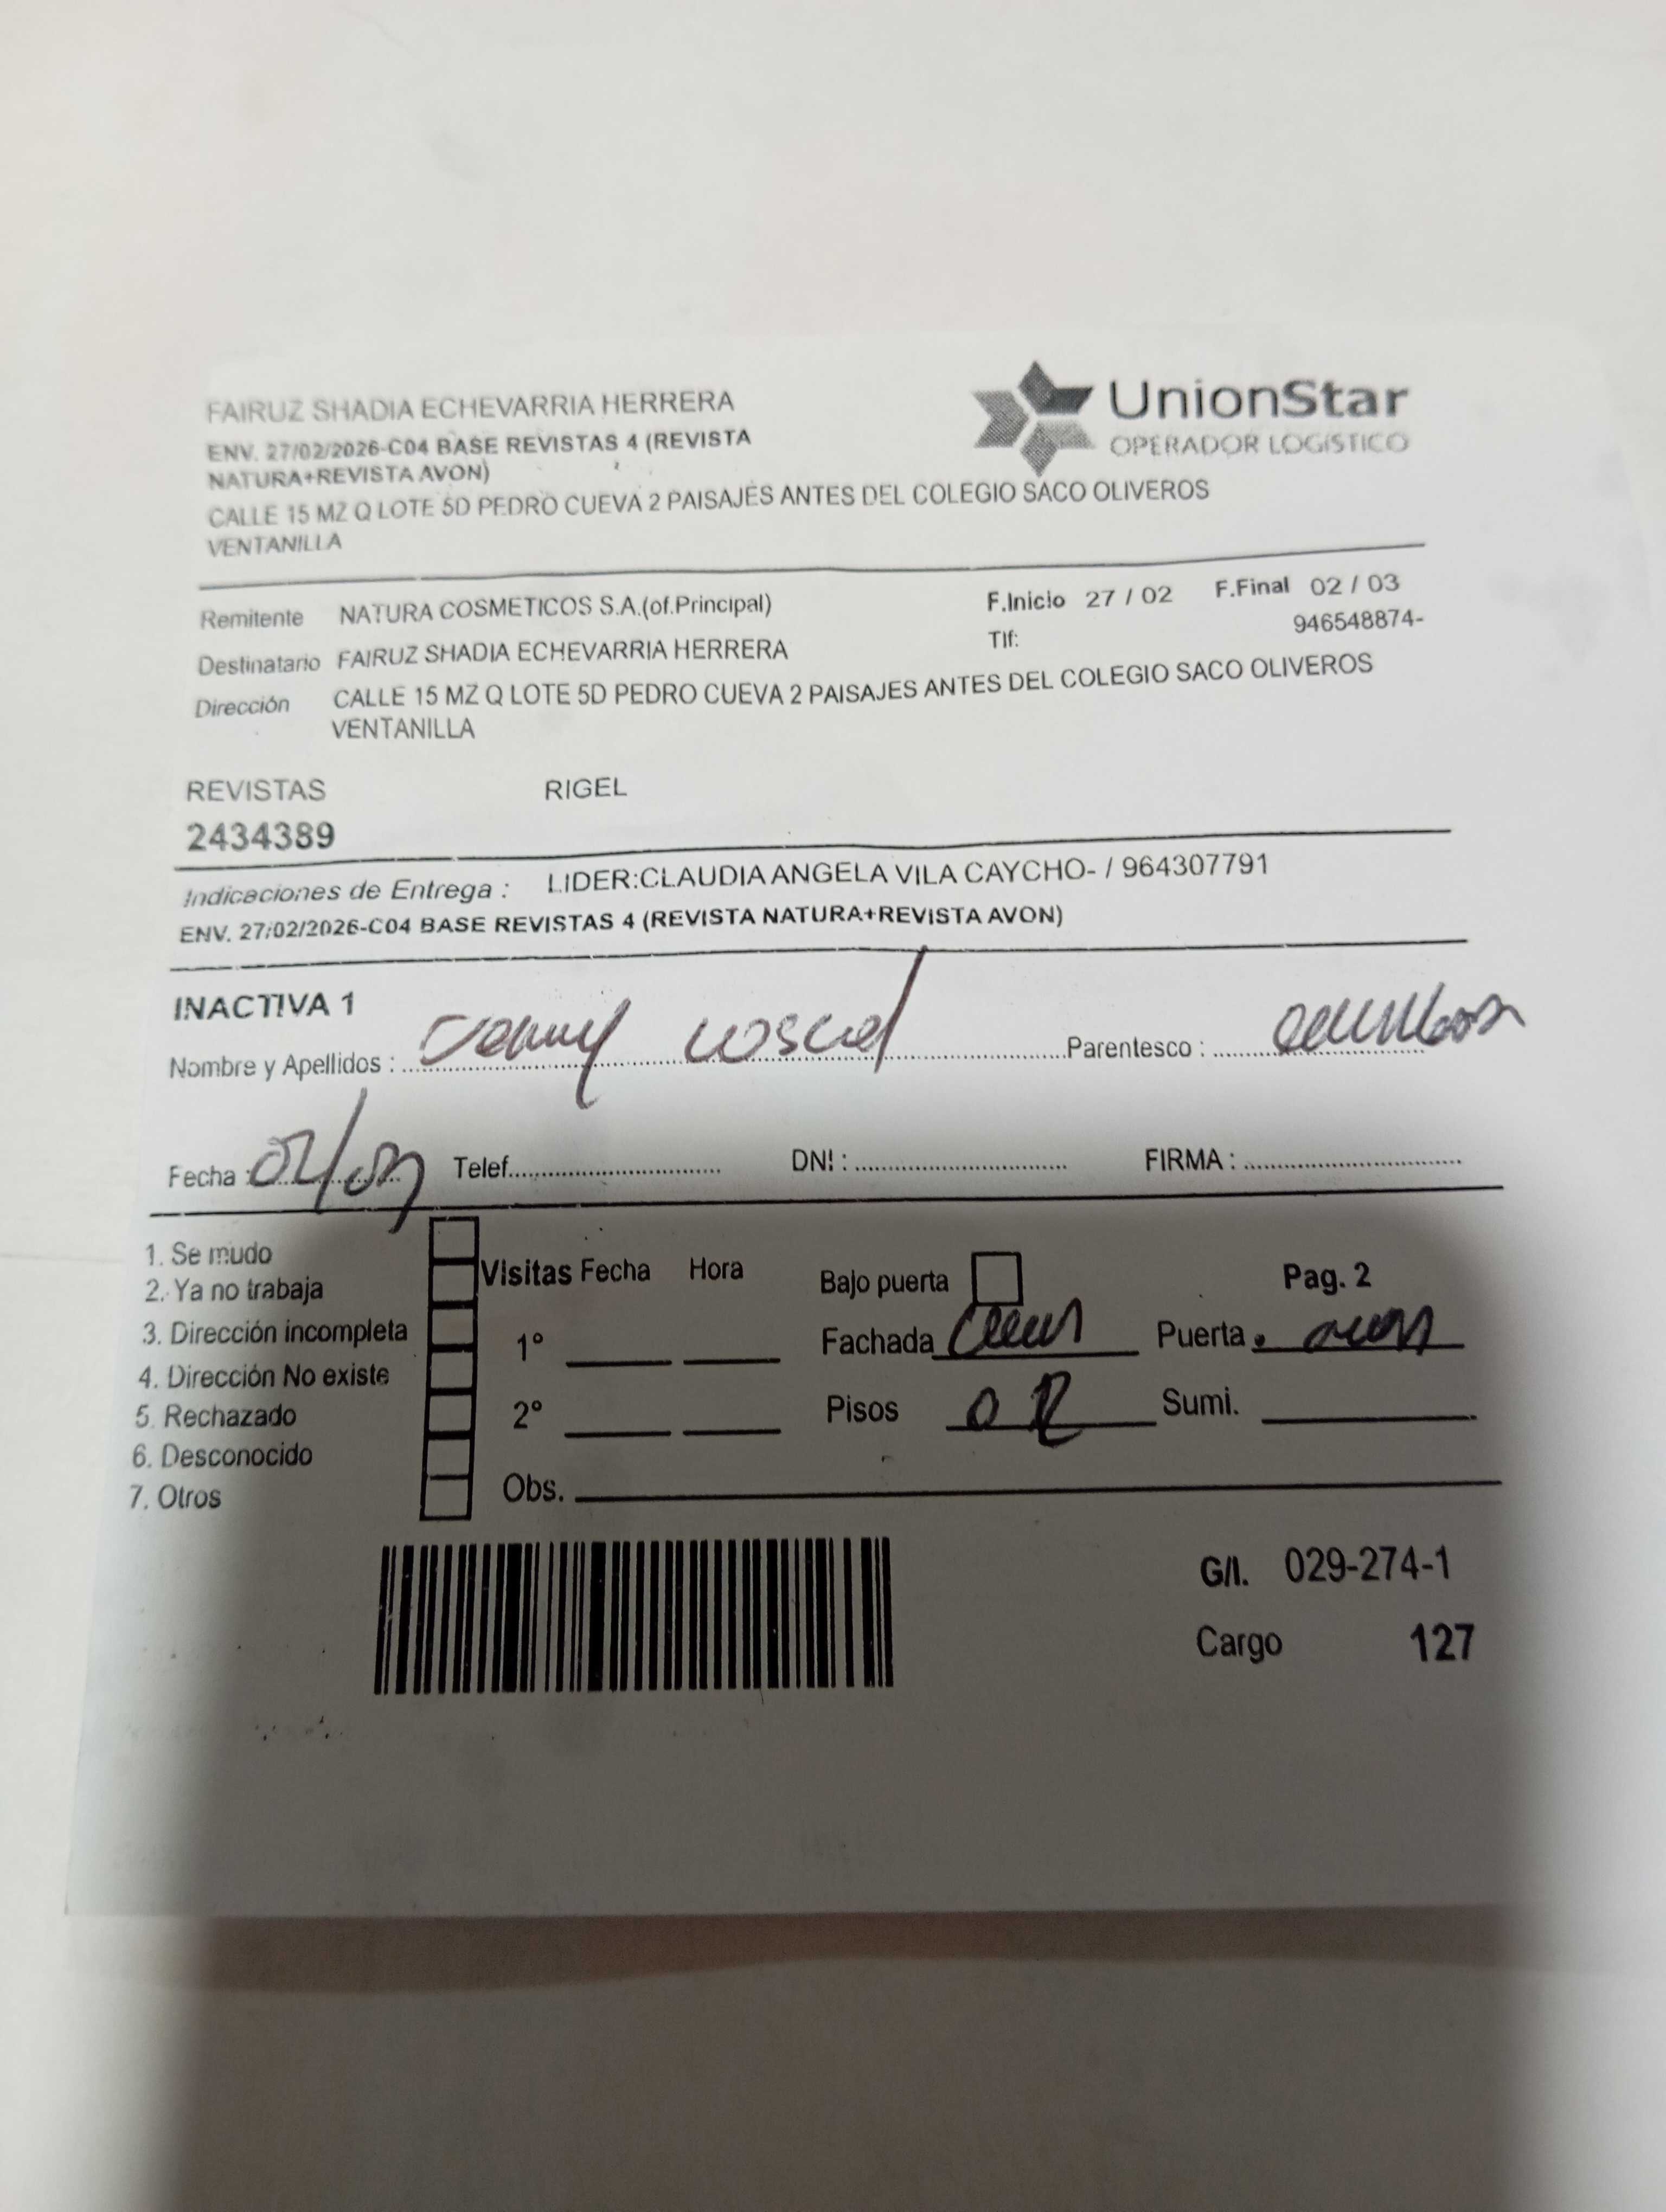 FAIRUZ SHADIA ECHEVARRIA HERRERA
ENV. 27/02/2026-C04 BASE REVISTAS 4 (REVISTA
NATURA+REVISTA AVON)
CALLE 15 MZ Q LOTE 5D PEDRO CUEVA 2 PAISAJES ANTES DEL COLEGIO SACO OLIVEROS
VENTANILLA
UnionStar
OPERADOR LOGISTICO
Remitente NATURA COSMETICOS S.A.(of.Principal) F.Inicio 27 / 02 F.Final 02 / 03
Destinatario FAIRUZ SHADIA ECHEVARRIA HERRERA Tlf: 946548874-
Dirección CALLE 15 MZ Q LOTE 5D PEDRO CUEVA 2 PAISAJES ANTES DEL COLEGIO SACO OLIVEROS
VENTANILLA
REVISTAS RIGEL
2434389
Indicaciones de Entrega : LIDER:CLAUDIA ANGELA VILA CAYCHO- / 964307791
ENV. 27/02/2026-C04 BASE REVISTAS 4 (REVISTA NATURA+REVISTA AVON)
INACTIVA 1
Nombre y Apellidos : Parentesco :
Fecha : 02/03 Telef. DNI : FIRMA :
1. Se mudo
2. Ya no trabaja
3. Dirección incompleta
4. Dirección No existe
5. Rechazado
6. Desconocido
7. Otros
Visitas Fecha Hora
1º
2º
Obs.
Bajo puerta
Fachada
Pisos
Pag. 2
Puerta
Sumi.
G/I. 029-274-1
Cargo 127